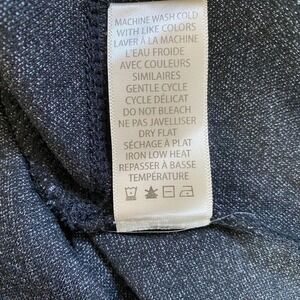 MACHINE WASH COLD
WITH LIKE COLORS
LAVER À LA MACHINE
L'EAU FROIDE
AVEC COULEURS
SIMILAIRES
GENTLE CYCLE
CYCLE DÉLICAT
DO NOT BLEACH
NE PAS JAVELLISER
DRY FLAT
SÉCHAGE À PLAT
IRON LOW HEAT
REPASSER À BASSE
TEMPÉRATURE